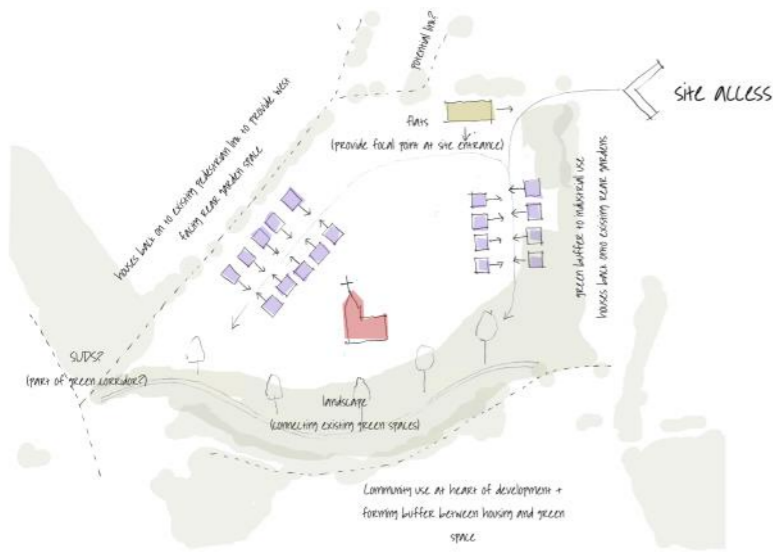 potential link?
site access
flats
(provide focal point at site entrance)
houses back on to existing pedestrian link to provide west
facing rear garden space
green buffer to industrial use
houses back onto existing rear gardens
SUDS?
(part of green corridor?)
landscape
(connecting existing green spaces)
Community use at heart of development +
forming buffer between housing and green
space